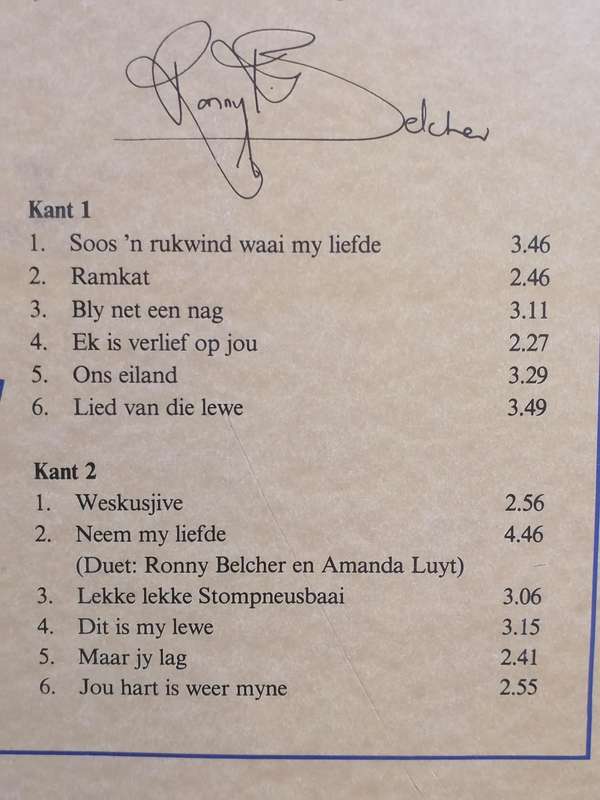 Ronny Belcher
Kant 1
1. Soos 'n rukwind waai my liefde 3.46
2. Ramkat 2.46
3. Bly net een nag 3.11
4. Ek is verlief op jou 2.27
5. Ons eiland 3.29
6. Lied van die lewe 3.49
Kant 2
1. Weskusjive 2.56
2. Neem my liefde 4.46
(Duet: Ronny Belcher en Amanda Luyt)
3. Lekke lekke Stompneusbaai 3.06
4. Dit is my lewe 3.15
5. Maar jy lag 2.41
6. Jou hart is weer myne 2.55